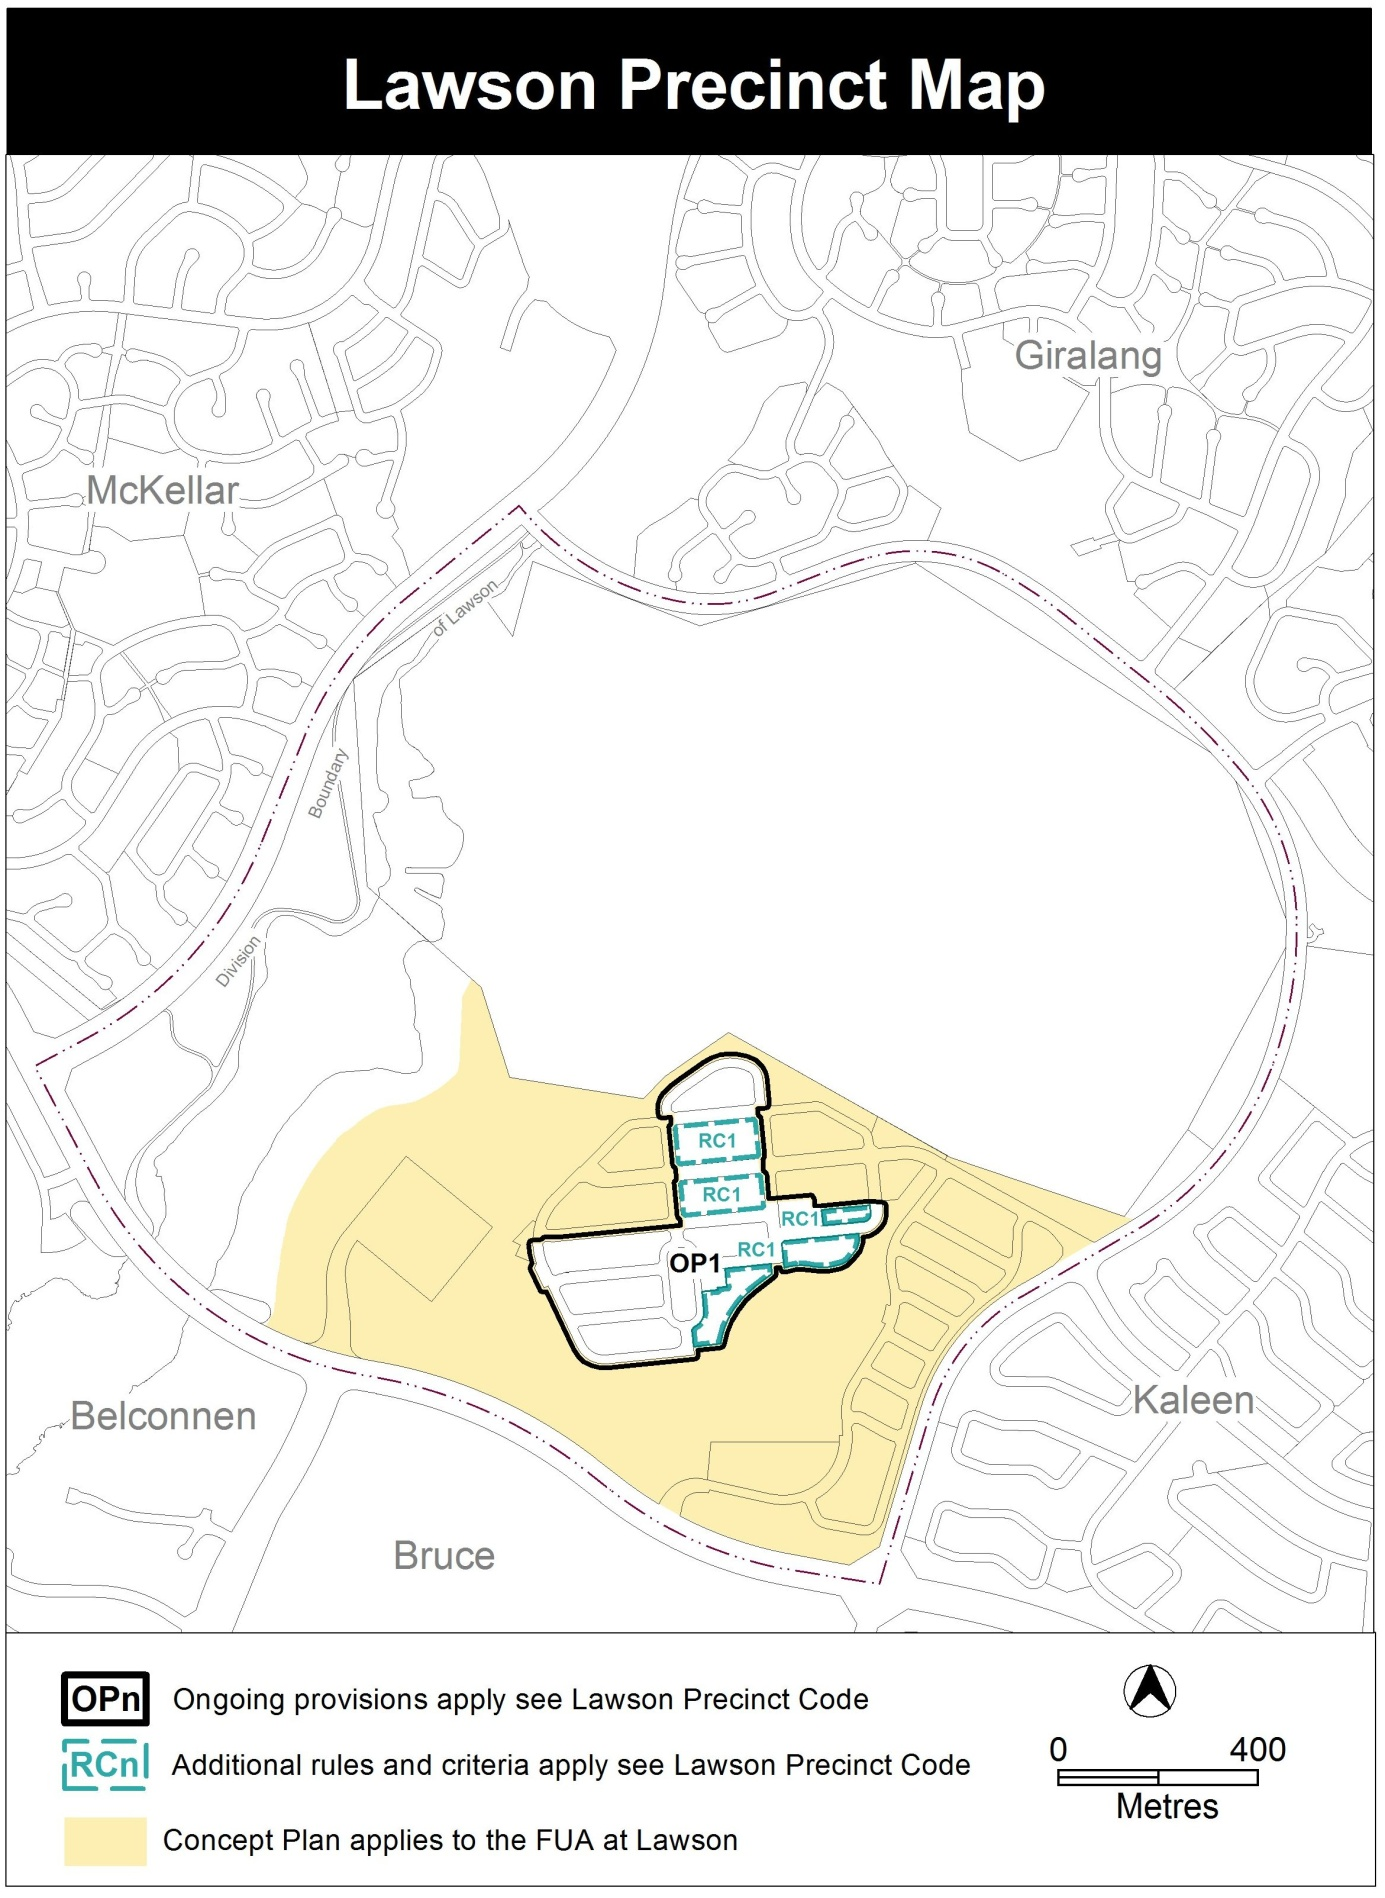 Lawson Precinct Map
Giralang
McKellar
of Lawson
Boundary
Division
RC1
RC1
RC1
RC1
OP1
Kaleen
Belconnen
Bruce
OPn Ongoing provisions apply see Lawson Precinct Code
RCn Additional rules and criteria apply see Lawson Precinct Code
Concept Plan applies to the FUA at Lawson
0 400
Metres